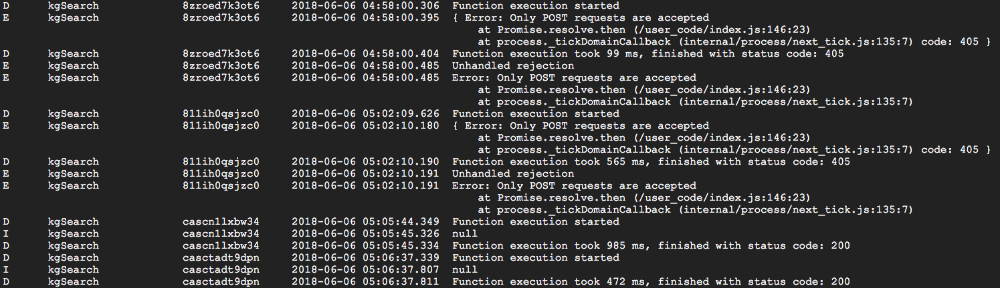 D kgSearch 8zroed7k3ot6 2018-06-06 04:58:00.306 Function execution started
E kgSearch 8zroed7k3ot6 2018-06-06 04:58:00.395 { Error: Only POST requests are accepted
at Promise.resolve.then (/user_code/index.js:146:23)
at process._tickDomainCallback (internal/process/next_tick.js:135:7) code: 405 }
D kgSearch 8zroed7k3ot6 2018-06-06 04:58:00.404 Function execution took 99 ms, finished with status code: 405
E kgSearch 8zroed7k3ot6 2018-06-06 04:58:00.485 Unhandled rejection
E kgSearch 8zroed7k3ot6 2018-06-06 04:58:00.485 Error: Only POST requests are accepted
at Promise.resolve.then (/user_code/index.js:146:23)
at process._tickDomainCallback (internal/process/next_tick.js:135:7)
D kgSearch 811ih0qsjzc0 2018-06-06 05:02:09.626 Function execution started
E kgSearch 811ih0qsjzc0 2018-06-06 05:02:10.180 { Error: Only POST requests are accepted
at Promise.resolve.then (/user_code/index.js:146:23)
at process._tickDomainCallback (internal/process/next_tick.js:135:7) code: 405 }
D kgSearch 811ih0qsjzc0 2018-06-06 05:02:10.190 Function execution took 565 ms, finished with status code: 405
E kgSearch 811ih0qsjzc0 2018-06-06 05:02:10.191 Unhandled rejection
E kgSearch 811ih0qsjzc0 2018-06-06 05:02:10.191 Error: Only POST requests are accepted
at Promise.resolve.then (/user_code/index.js:146:23)
at process._tickDomainCallback (internal/process/next_tick.js:135:7)
D kgSearch cascn1lxbw34 2018-06-06 05:05:44.349 Function execution started
I kgSearch cascn1lxbw34 2018-06-06 05:05:45.326 null
D kgSearch cascn1lxbw34 2018-06-06 05:05:45.334 Function execution took 985 ms, finished with status code: 200
D kgSearch casctadt9dpn 2018-06-06 05:06:37.339 Function execution started
I kgSearch casctadt9dpn 2018-06-06 05:06:37.807 null
D kgSearch casctadt9dpn 2018-06-06 05:06:37.811 Function execution took 472 ms, finished with status code: 200